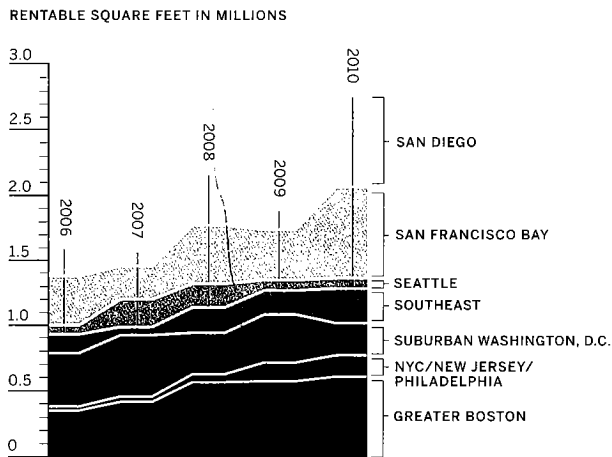 RENTABLE SQUARE FEET IN MILLIONS
3.0
2.5
2.0
1.5
1.0
0.5
0
2006
2007
2008
2009
2010
SAN DIEGO
SAN FRANCISCO BAY
SEATTLE
SOUTHEAST
SUBURBAN WASHINGTON, D.C.
NYC/NEW JERSEY/
PHILADELPHIA
GREATER BOSTON